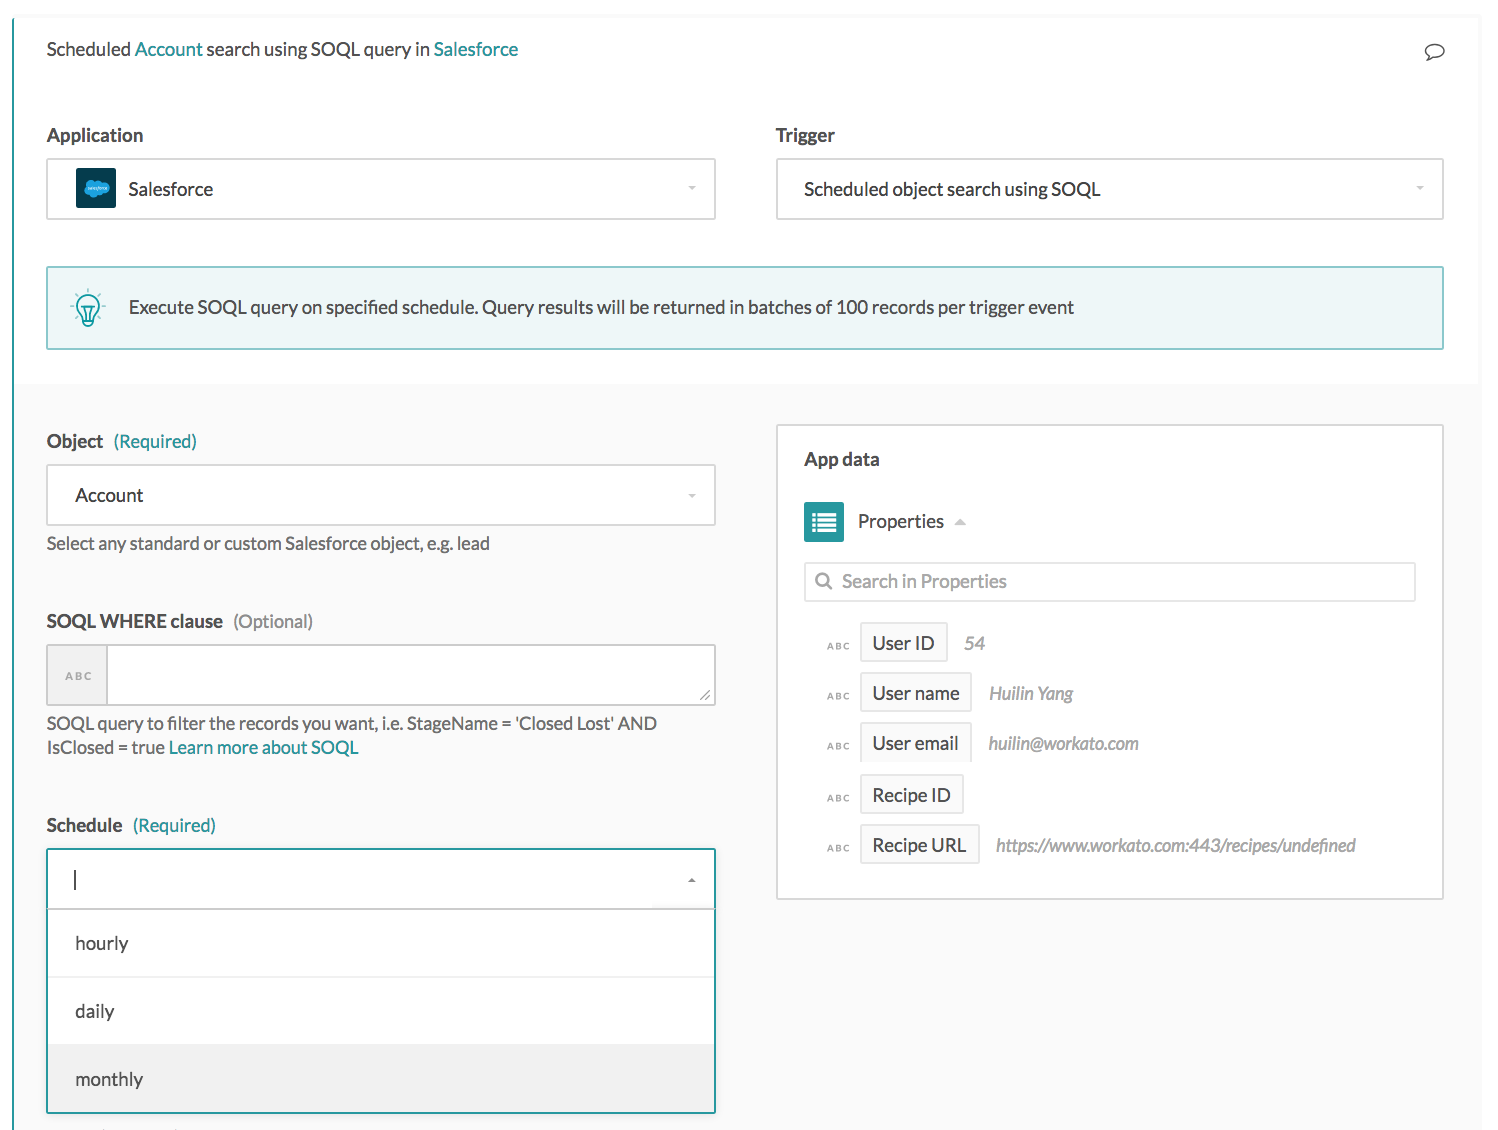 Scheduled Account search using SOQL query in Salesforce
Application
Salesforce
Trigger
Scheduled object search using SOQL
Execute SOQL query on specified schedule. Query results will be returned in batches of 100 records per trigger event
Object (Required)
Account
Select any standard or custom Salesforce object, e.g. lead
SOQL WHERE clause (Optional)
ABC
SOQL query to filter the records you want, i.e. StageName = 'Closed Lost' AND
IsClosed = true Learn more about SOQL
Schedule (Required)
hourly
daily
monthly
App data
Properties
Search in Properties
ABC User ID 54
ABC User name Huilin Yang
ABC User email huilin@workato.com
ABC Recipe ID
ABC Recipe URL https://www.workato.com:443/recipes/undefined